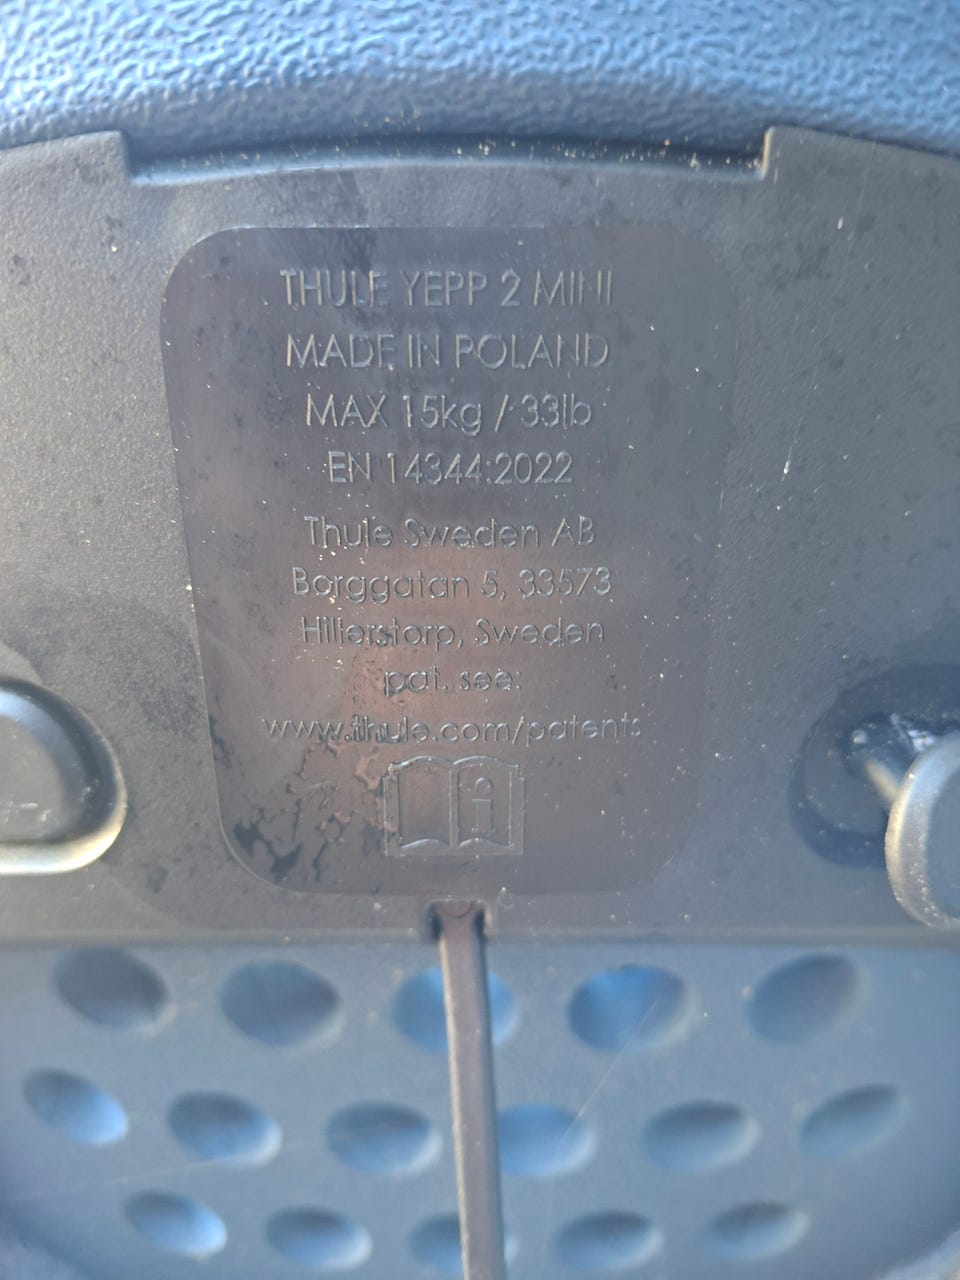 THULE YEPP 2 MINI
MADE IN POLAND
MAX 15kg / 33lb
EN 14344:2022
Thule Sweden AB
Borggatan 5, 33573
Hillerstorp, Sweden
pat. see:
www.thule.com/patents
i